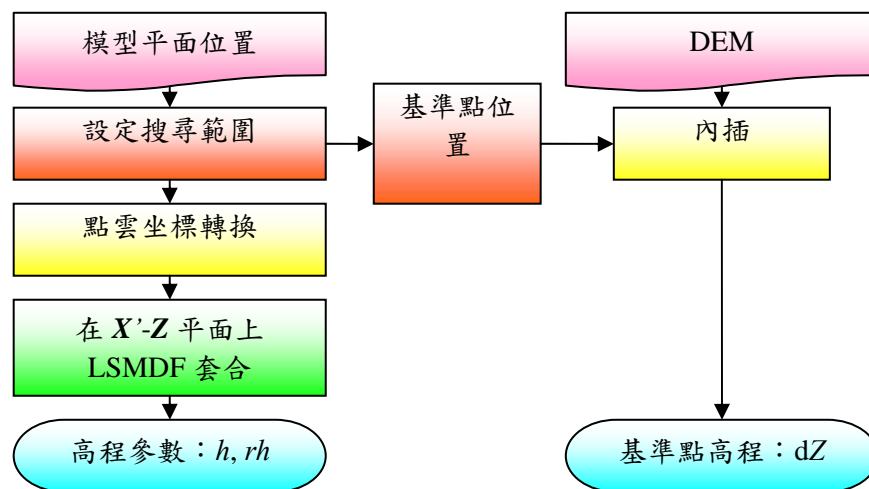 模型平面位置
DEM
設定搜尋範圍
基準點位
置
內插
點雲坐標轉換
在 X’-Z 平面上
LSMDF 套合
高程參數：h, rh
基準點高程：dZ